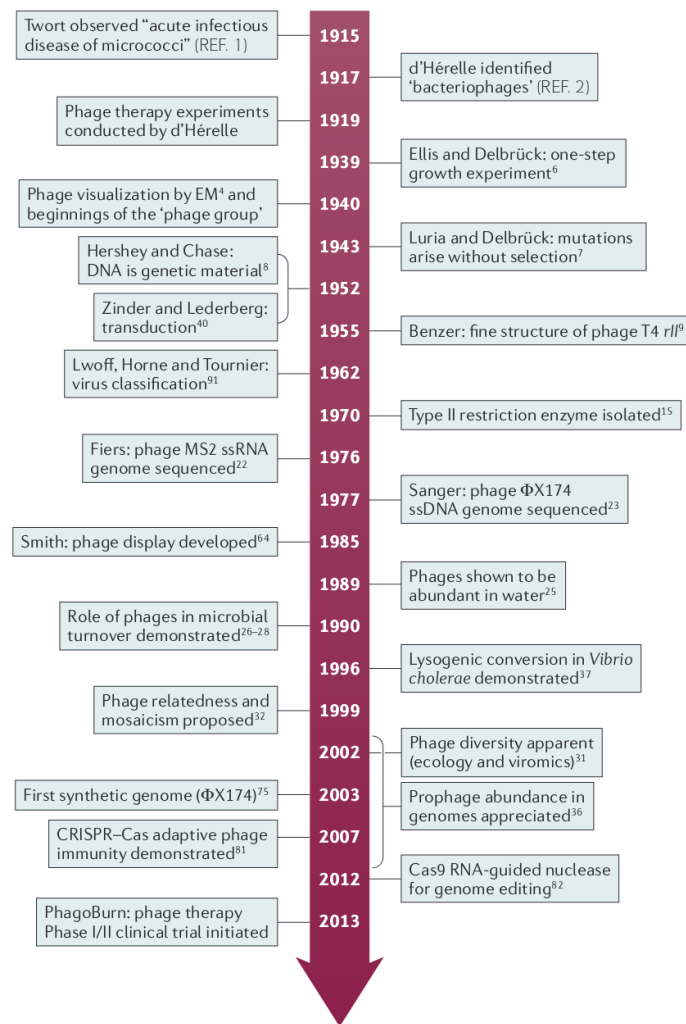 Twort observed “acute infectious
disease of micrococci” (REF. 1)
1915
1917
d’Hérelle identified
‘bacteriophages’ (REF. 2)
Phage therapy experiments
conducted by d’Hérelle
1919
1939
Ellis and Delbrück: one-step
growth experiment⁶
Phage visualization by EM⁴ and
beginnings of the ‘phage group’
1940
1943
Luria and Delbrück: mutations
arise without selection⁷
Hershey and Chase:
DNA is genetic material⁸
1952
Zinder and Lederberg:
transduction⁴⁰
1955
Benzer: fine structure of phage T4 rII⁹
Lwoff, Horne and Tournier:
virus classification⁹¹
1962
1970
Type II restriction enzyme isolated¹⁵
Fiers: phage MS2 ssRNA
genome sequenced²²
1976
1977
Sanger: phage ΦX174
ssDNA genome sequenced²³
Smith: phage display developed⁶⁴
1985
1989
Phages shown to be
abundant in water²⁵
Role of phages in microbial
turnover demonstrated²⁶⁻²⁸
1990
1996
Lysogenic conversion in Vibrio
cholerae demonstrated³⁷
Phage relatedness and
mosaicism proposed³²
1999
2002
Phage diversity apparent
(ecology and viromics)³¹
First synthetic genome (ΦX174)⁷⁵
2003
Prophage abundance in
genomes appreciated³⁶
CRISPR–Cas adaptive phage
immunity demonstrated⁸¹
2007
2012
Cas9 RNA-guided nuclease
for genome editing⁸²
PhagoBurn: phage therapy
Phase I/II clinical trial initiated
2013